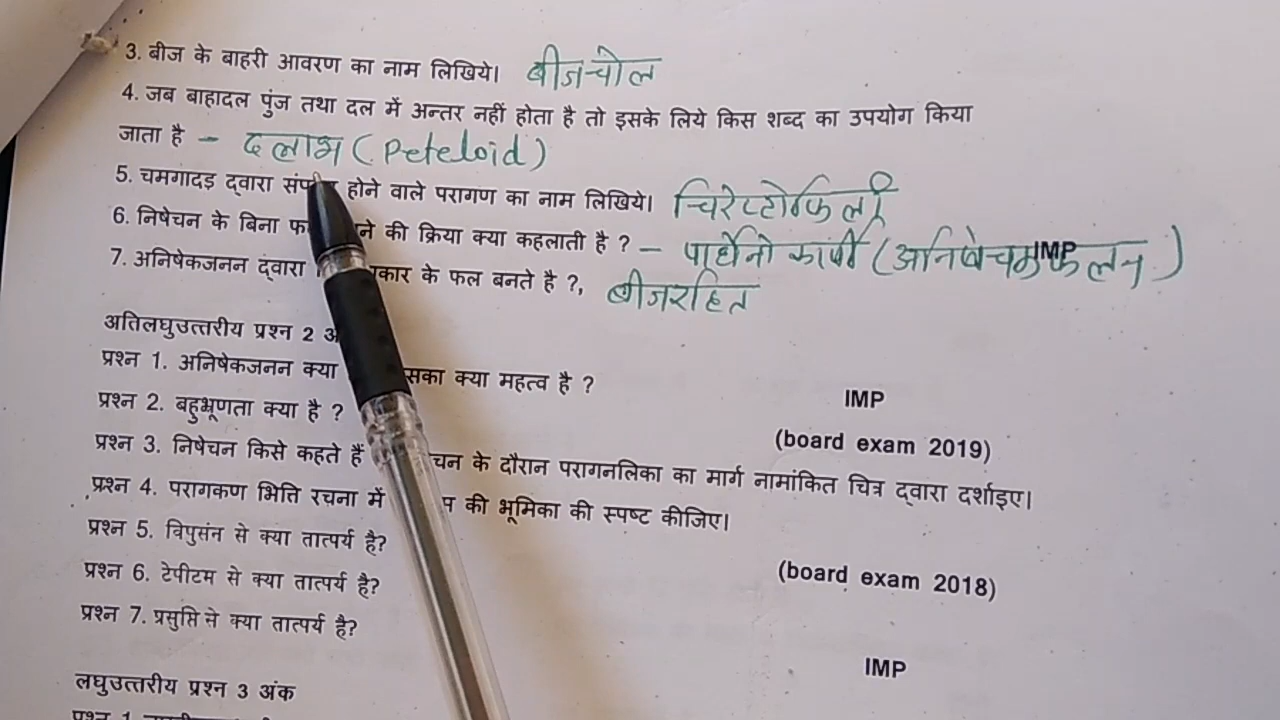 3. बीज के बाहरी आवरण का नाम लिखिये। बीजचोल
4. जब बाहादल पुंज तथा दल में अन्तर नहीं होता है तो इसके लिये किस शब्द का उपयोग किया
जाता है – दलाभ (Peteloid)
5. चमगादड़ द्वारा होने वाले परागण का नाम लिखिये।
6. निषेचन के बिना की क्रिया क्या कहलाती है ? – IMP
7. अनिषेकजनन द्वारा के फल बनते है ?, बीजरहित
अतिलघुउत्तरीय प्रश्न 2
प्रश्न 1. अनिषेकजनन क्या क्या महत्व है ? IMP
प्रश्न 2. बहुभ्रूणता क्या है ? (board exam 2019)
प्रश्न 3. निषेचन किसे कहते हैं के दौरान परागनलिका का मार्ग नामांकित चित्र द्वारा दर्शाइए।
प्रश्न 4. परागकण भित्ति रचना में की भूमिका की स्पष्ट कीजिए।
प्रश्न 5. विपुसंन से क्या तात्पर्य है?
प्रश्न 6. टेपीटम से क्या तात्पर्य है? (board exam 2018)
प्रश्न 7. प्रसुप्ति से क्या तात्पर्य है?
IMP
लघुउत्तरीय प्रश्न 3 अंक